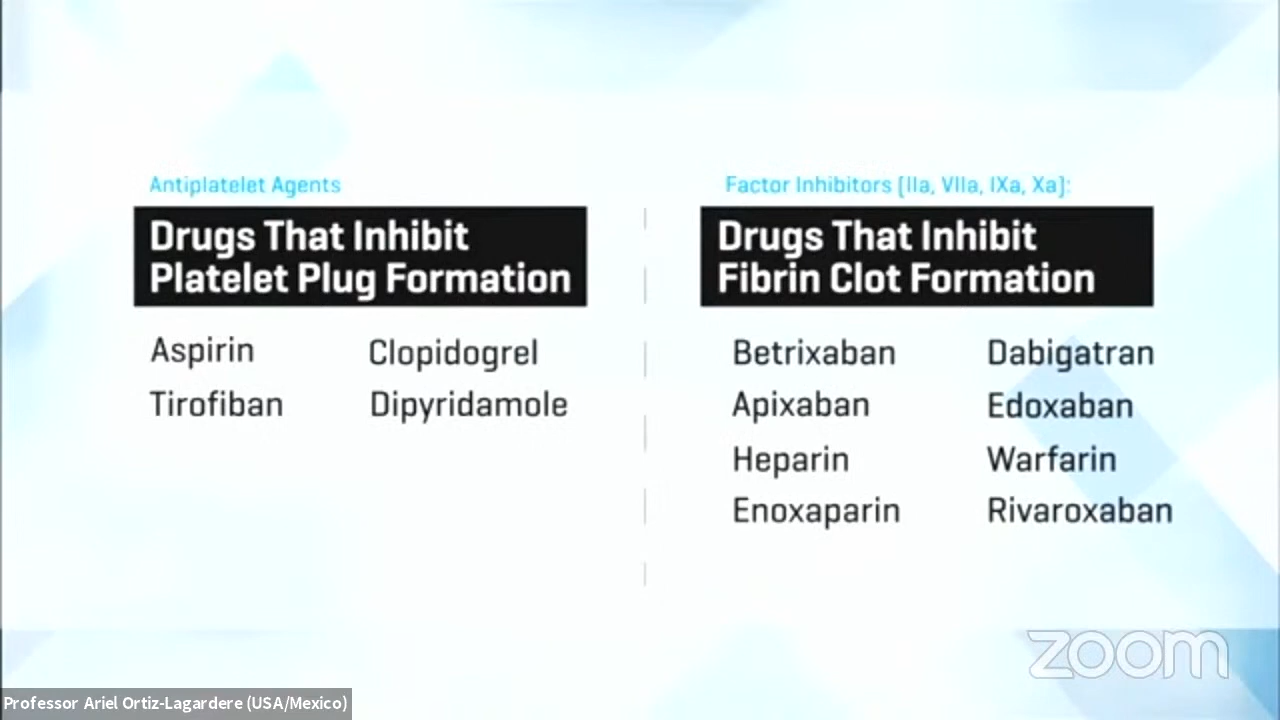 Antiplatelet Agents
Drugs That Inhibit
Platelet Plug Formation
Aspirin
Clopidogrel
Tirofiban
Dipyridamole
Factor Inhibitors [IIa, VIIa, IXa, Xa]:
Drugs That Inhibit
Fibrin Clot Formation
Betrixaban
Dabigatran
Apixaban
Edoxaban
Heparin
Warfarin
Enoxaparin
Rivaroxaban
zoom
Professor Ariel Ortiz-Lagardere (USA/Mexico)